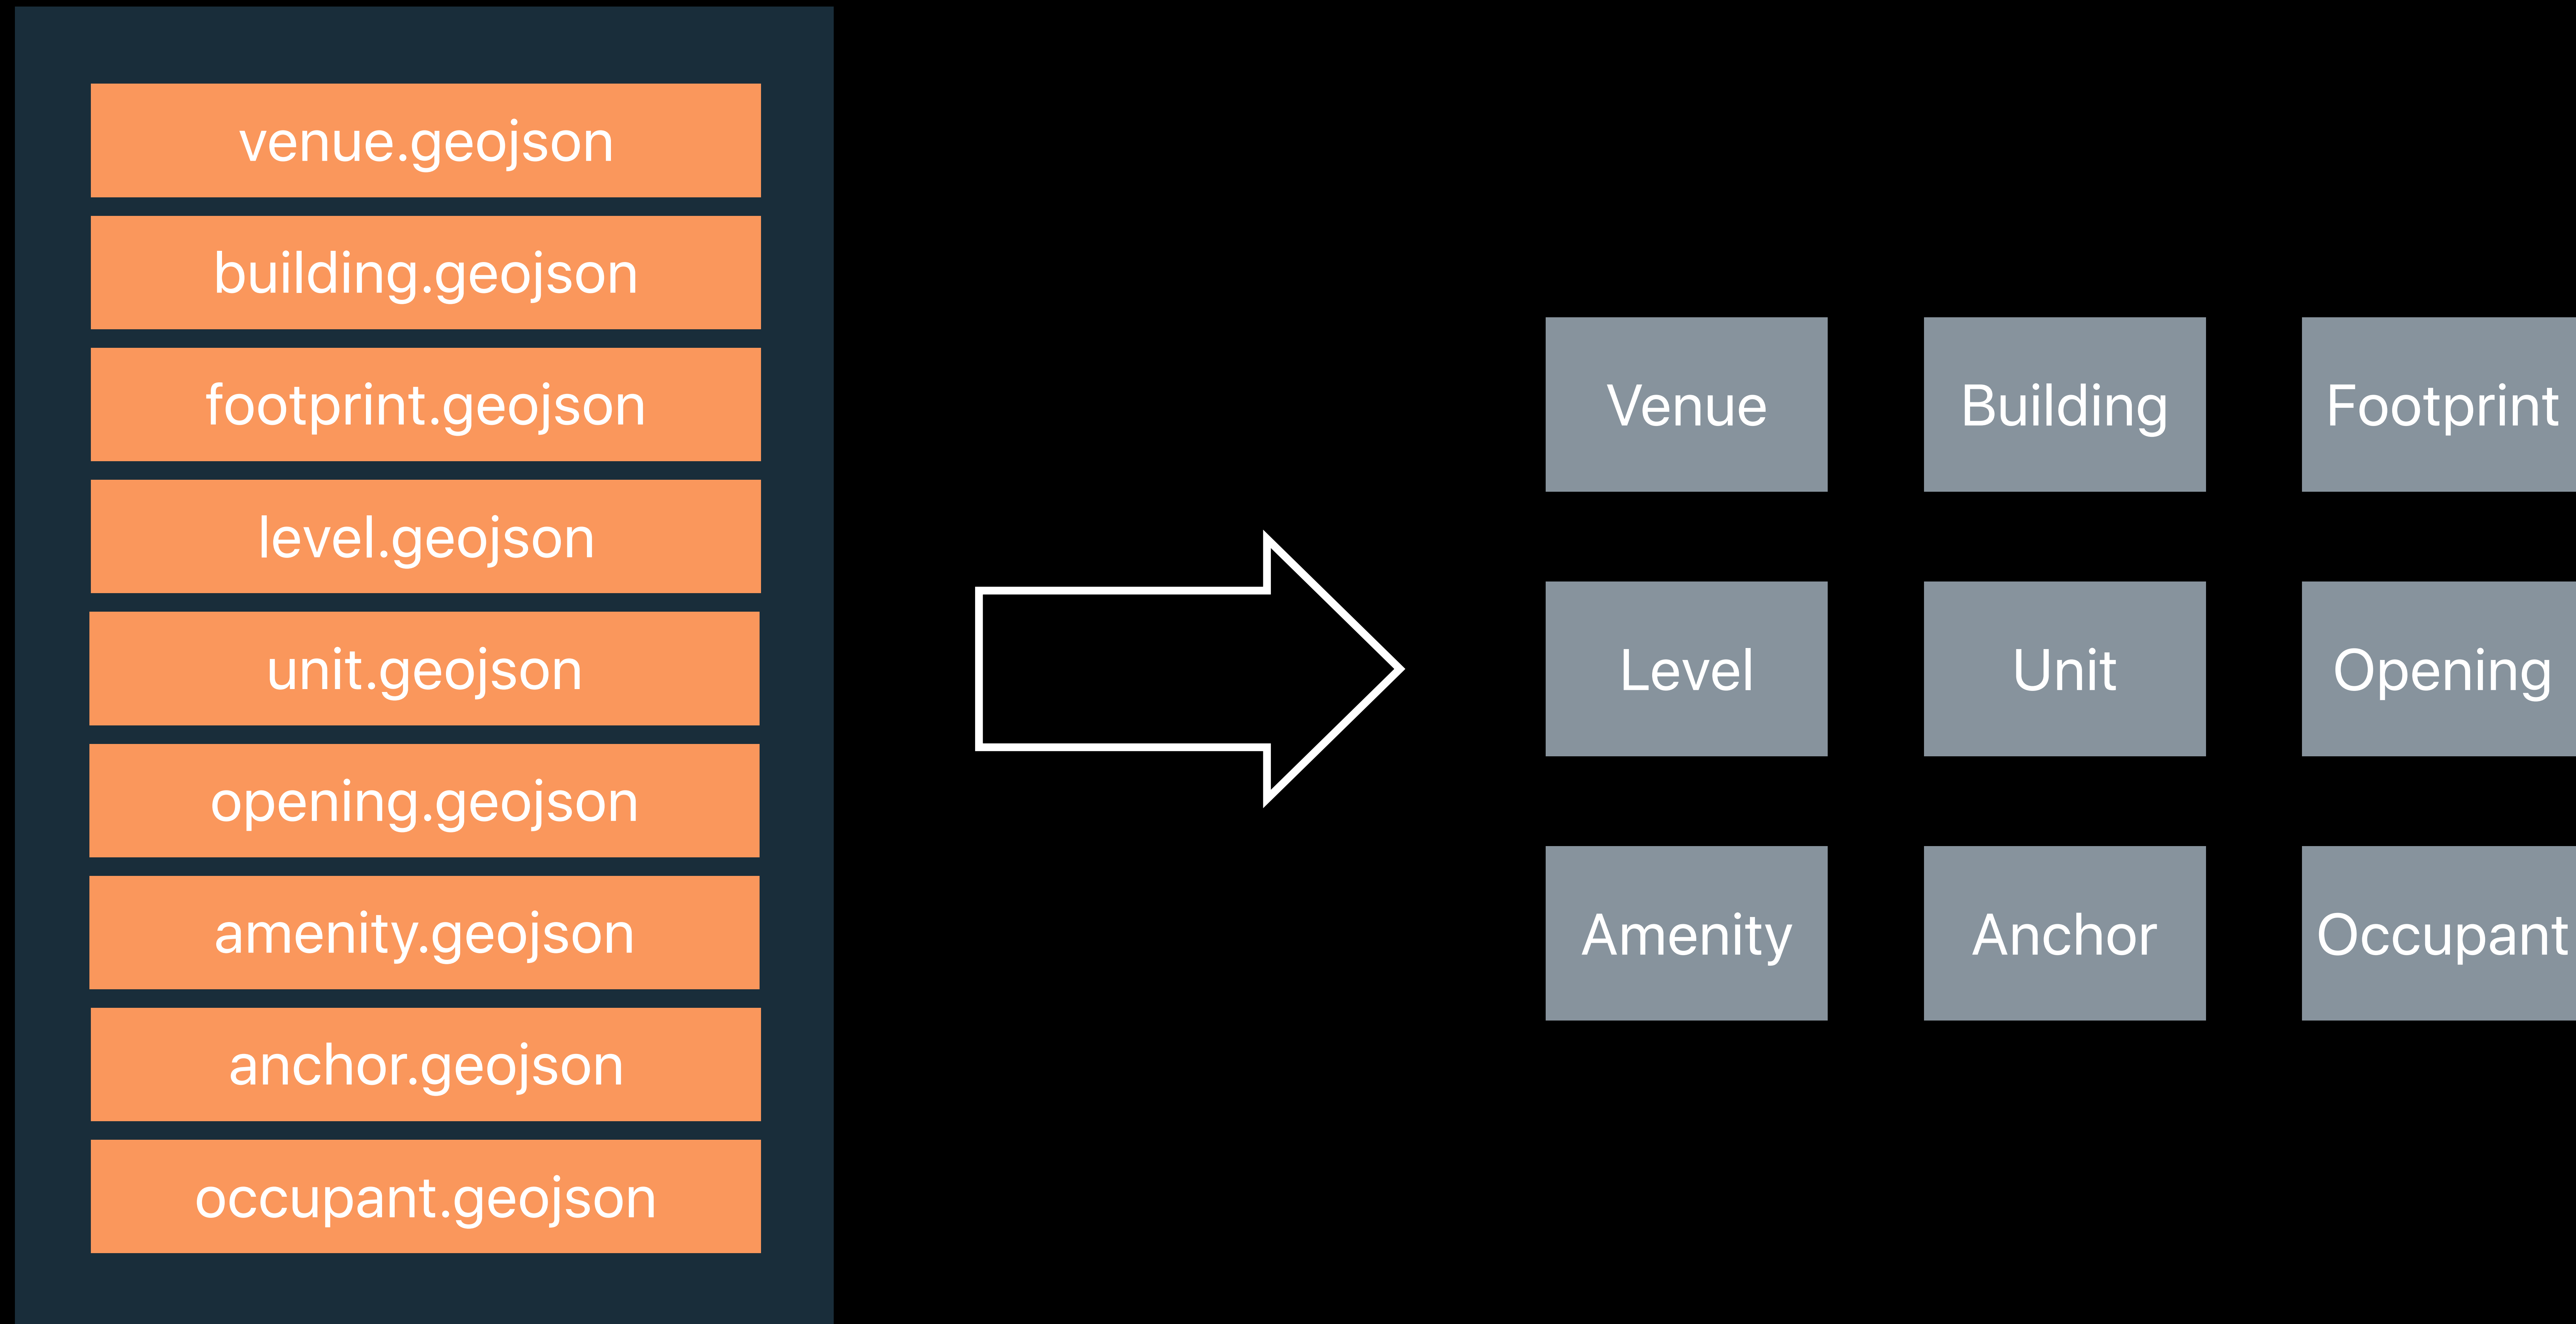 venue.geojson
building.geojson
footprint.geojson
level.geojson
unit.geojson
opening.geojson
amenity.geojson
anchor.geojson
occupant.geojson
Venue
Building
Footprint
Level
Unit
Opening
Amenity
Anchor
Occupant